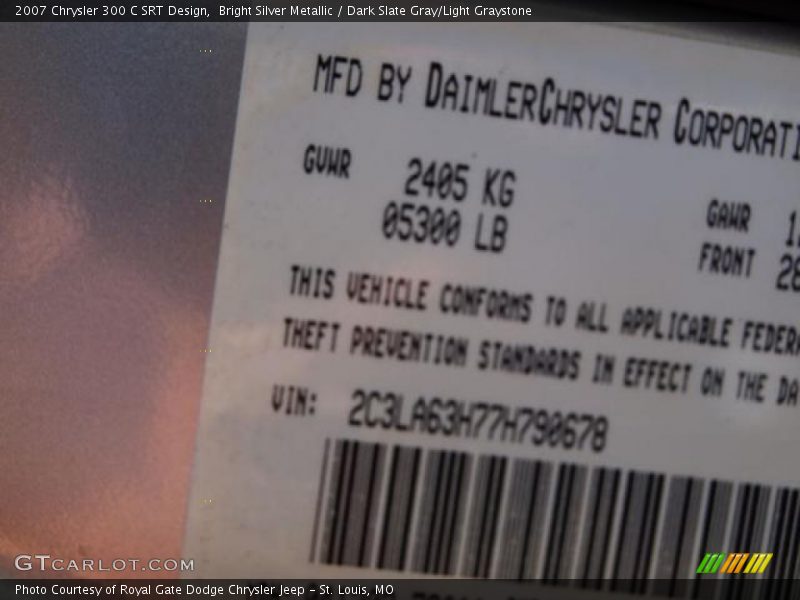 2007 Chrysler 300 C SRT Design,  Bright Silver Metallic / Dark Slate Gray/Light Graystone
MFD BY DAIMLERCHRYSLER CORPORATI
GVWR 2405 KG
05300 LB
GAWR 1
FRONT 28
THIS VEHICLE CONFORMS TO ALL APPLICABLE FEDERA
THEFT PREVENTION STANDARDS IN EFFECT ON THE DA
VIN: 2C3LA63H77H790678
GTCARLOT.COM
Photo Courtesy of Royal Gate Dodge Chrysler Jeep - St. Louis, MO